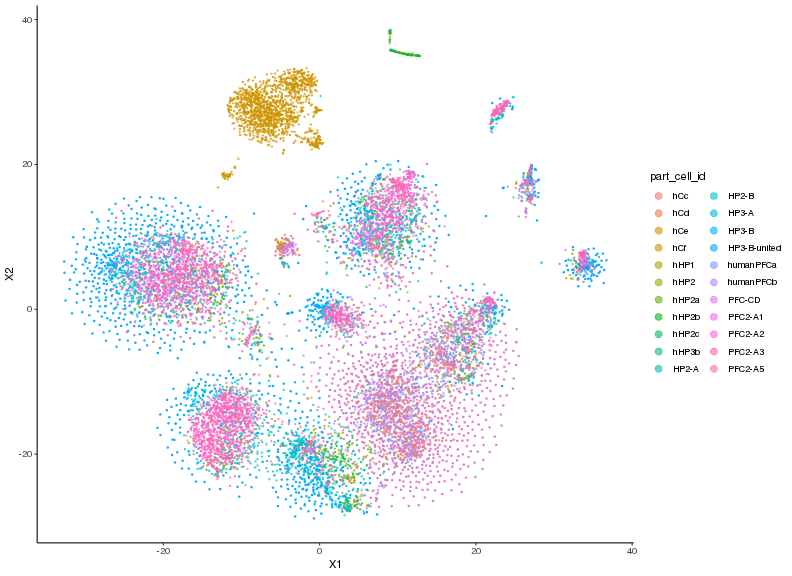 40
20
0
-20
X2
-20
0
20
40
X1
part_cell_id
hCc
hCd
hCe
hCf
hHP1
hHP2
hHP2a
hHP2b
hHP2c
hHP3b
HP2-A
HP2-B
HP3-A
HP3-B
HP3-B-united
humanPFCa
humanPFCb
PFC-CD
PFC2-A1
PFC2-A2
PFC2-A3
PFC2-A5